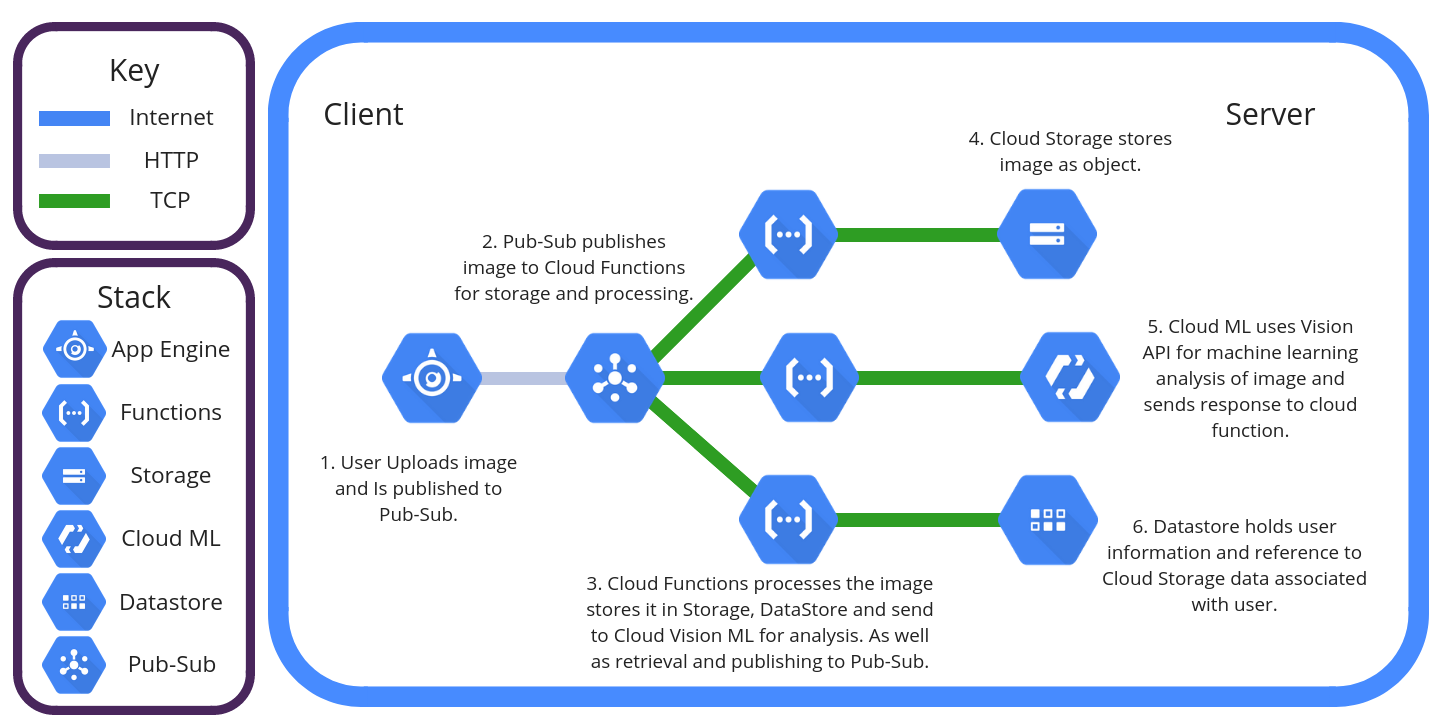 Key
Internet
HTTP
TCP
Stack
App Engine
Functions
Storage
Cloud ML
Datastore
Pub-Sub
Client
Server
4. Cloud Storage stores
image as object.
2. Pub-Sub publishes
image to Cloud Functions
for storage and processing.
5. Cloud ML uses Vision
API for machine learning
analysis of image and
sends response to cloud
function.
1. User Uploads image
and Is published to
Pub-Sub.
6. Datastore holds user
information and reference to
Cloud Storage data associated
with user.
3. Cloud Functions processes the image
stores it in Storage, DataStore and send
to Cloud Vision ML for analysis. As well
as retrieval and publishing to Pub-Sub.